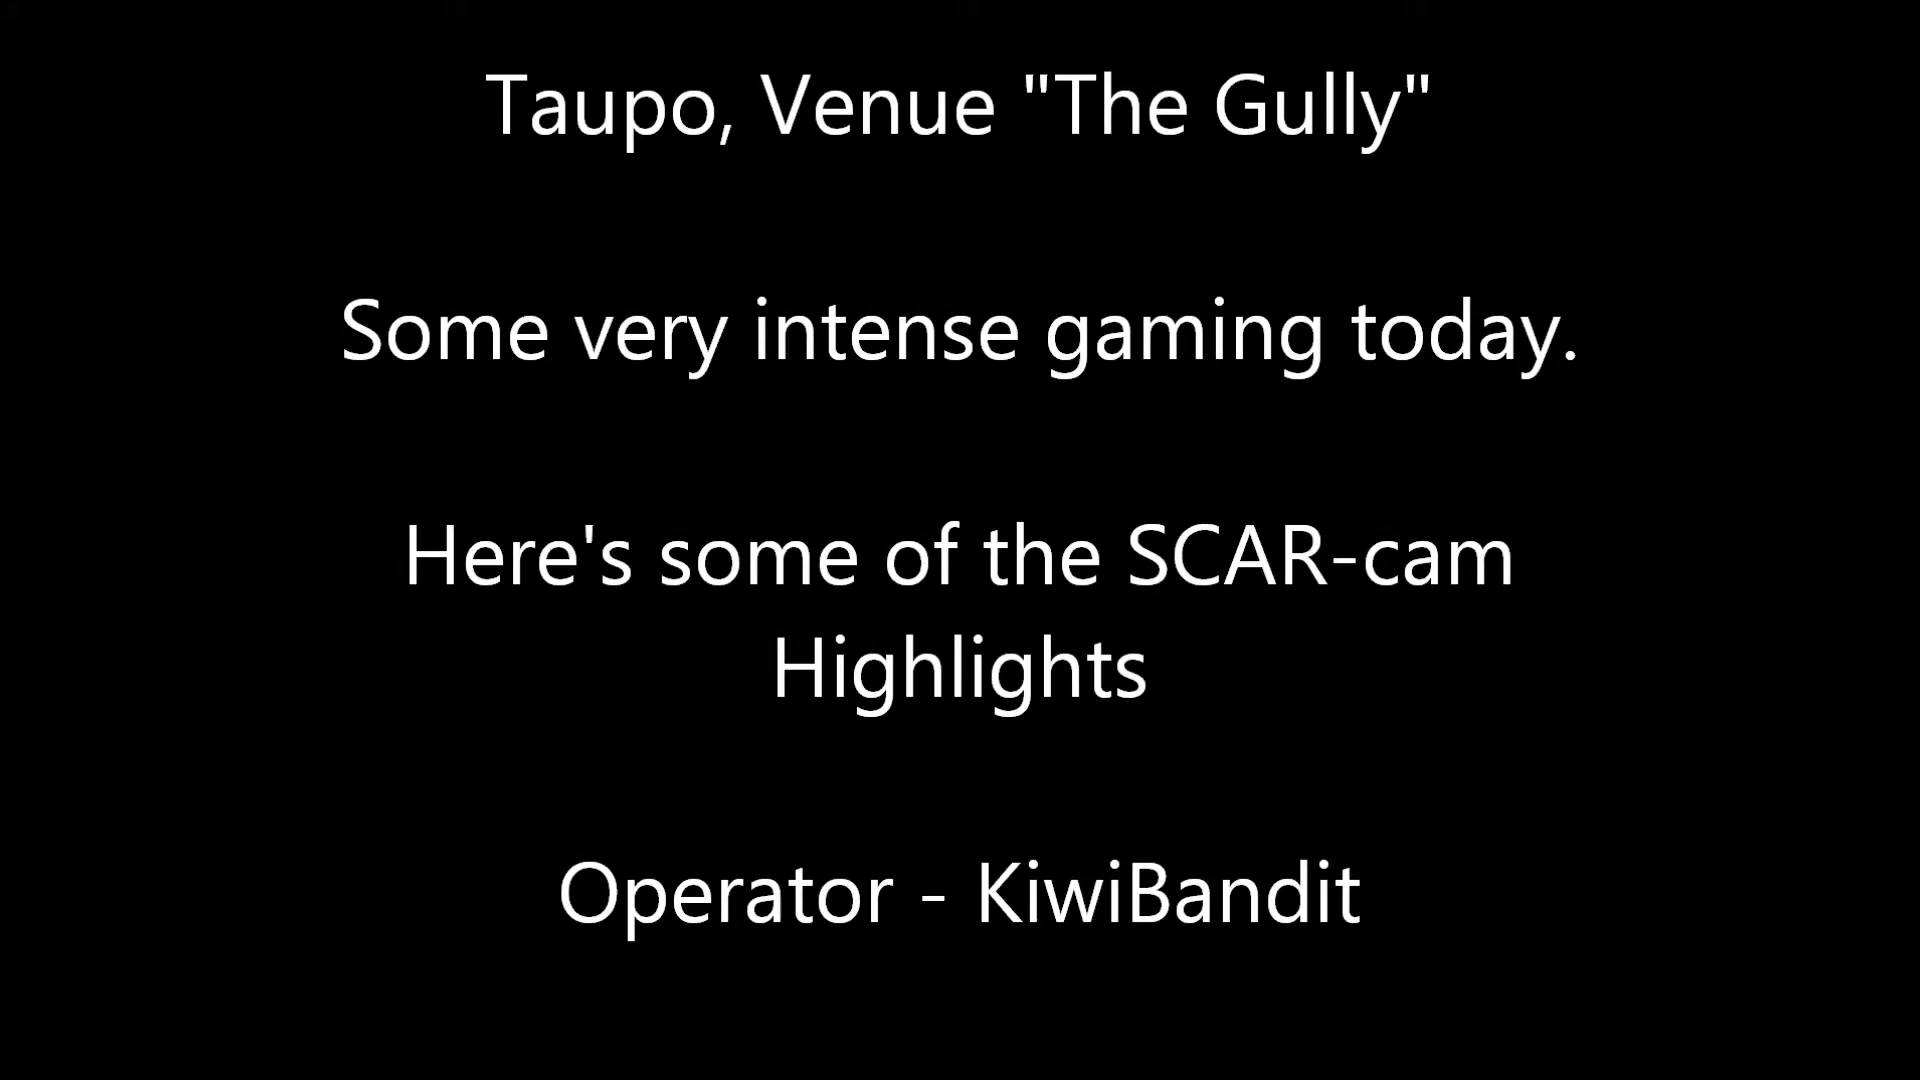 Taupo, Venue "The Gully"
Some very intense gaming today.
Here's some of the SCAR-cam
Highlights
Operator - KiwiBandit